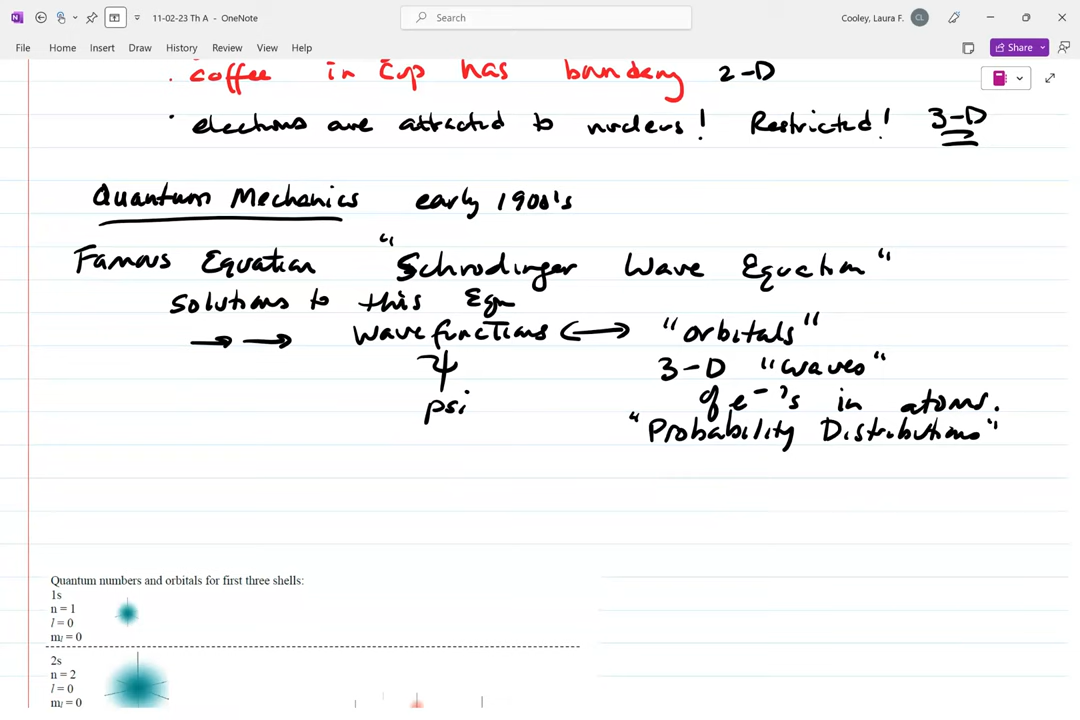 11-02-23 Th A - OneNote
Search
Cooley, Laura F.
CL
File Home Insert Draw History Review View Help
Share
· coffee in cup has boundary 2-D
· electrons are attracted to nucleus! Restricted! 3-D
Quantum Mechanics early 1900's
Famous Equation "Schrodinger Wave Equation"
Solutions to this Eqn
→ → wavefunctions ↔ "orbitals"
ψ 3-D "waves"
of e⁻'s in atoms.
psi "Probability Distributions"
Quantum numbers and orbitals for first three shells:
1s
n = 1
l = 0
mₗ = 0
2s
n = 2
l = 0
mₗ = 0